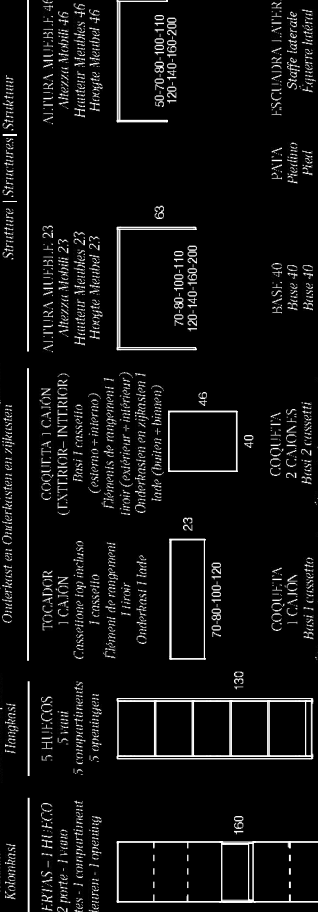 Kolomkast
ERTAS – 1 HUECO
2 porte - 1 vano
tes - 1 compartiment
deuren - 1 opening
160
Hangkast
5 HUECOS
5 vani
5 compartiments
5 openingen
130
Onderkast en Onderkasten en zijkasten
TOCADOR
1 CAJÓN
Cassettone top incluso
1 cassetto
Élément de rangement
1 tiroir
Onderkast 1 lade
23
70-80-100-120
COQUETA 1 CAJÓN
(EXTERIOR– INTERIOR)
Basi 1 cassetto
(esterno + interno)
Éléments de rangement 1
tiroir (extérieur + intérieur)
Onderkasten en zijkasten 1
lade (buiten + binnen)
46
40
Strutture | Structures| Struktuur
ALTURA MUEBLE 23
Altezza Mobili 23
Hauteur Meubles 23
Hoogte Meubel 23
63
70-80-100-110
120-140-160-200
ALTURA MUEBLE 46
Altezza Mobili 46
Hauteur Meubles 46
Hoogte Meubel 46
50-70-80-100-110
120-140-160-200
COQUETA
1 CAJÓN
Basi 1 cassetto
COQUETA
2 CAJONES
Basi 2 cassetti
BASE 40
Base 40
Base 40
PATA
Piedino
Pied
ESCUADRA LATER
Staffe laterale
Équerre latéral